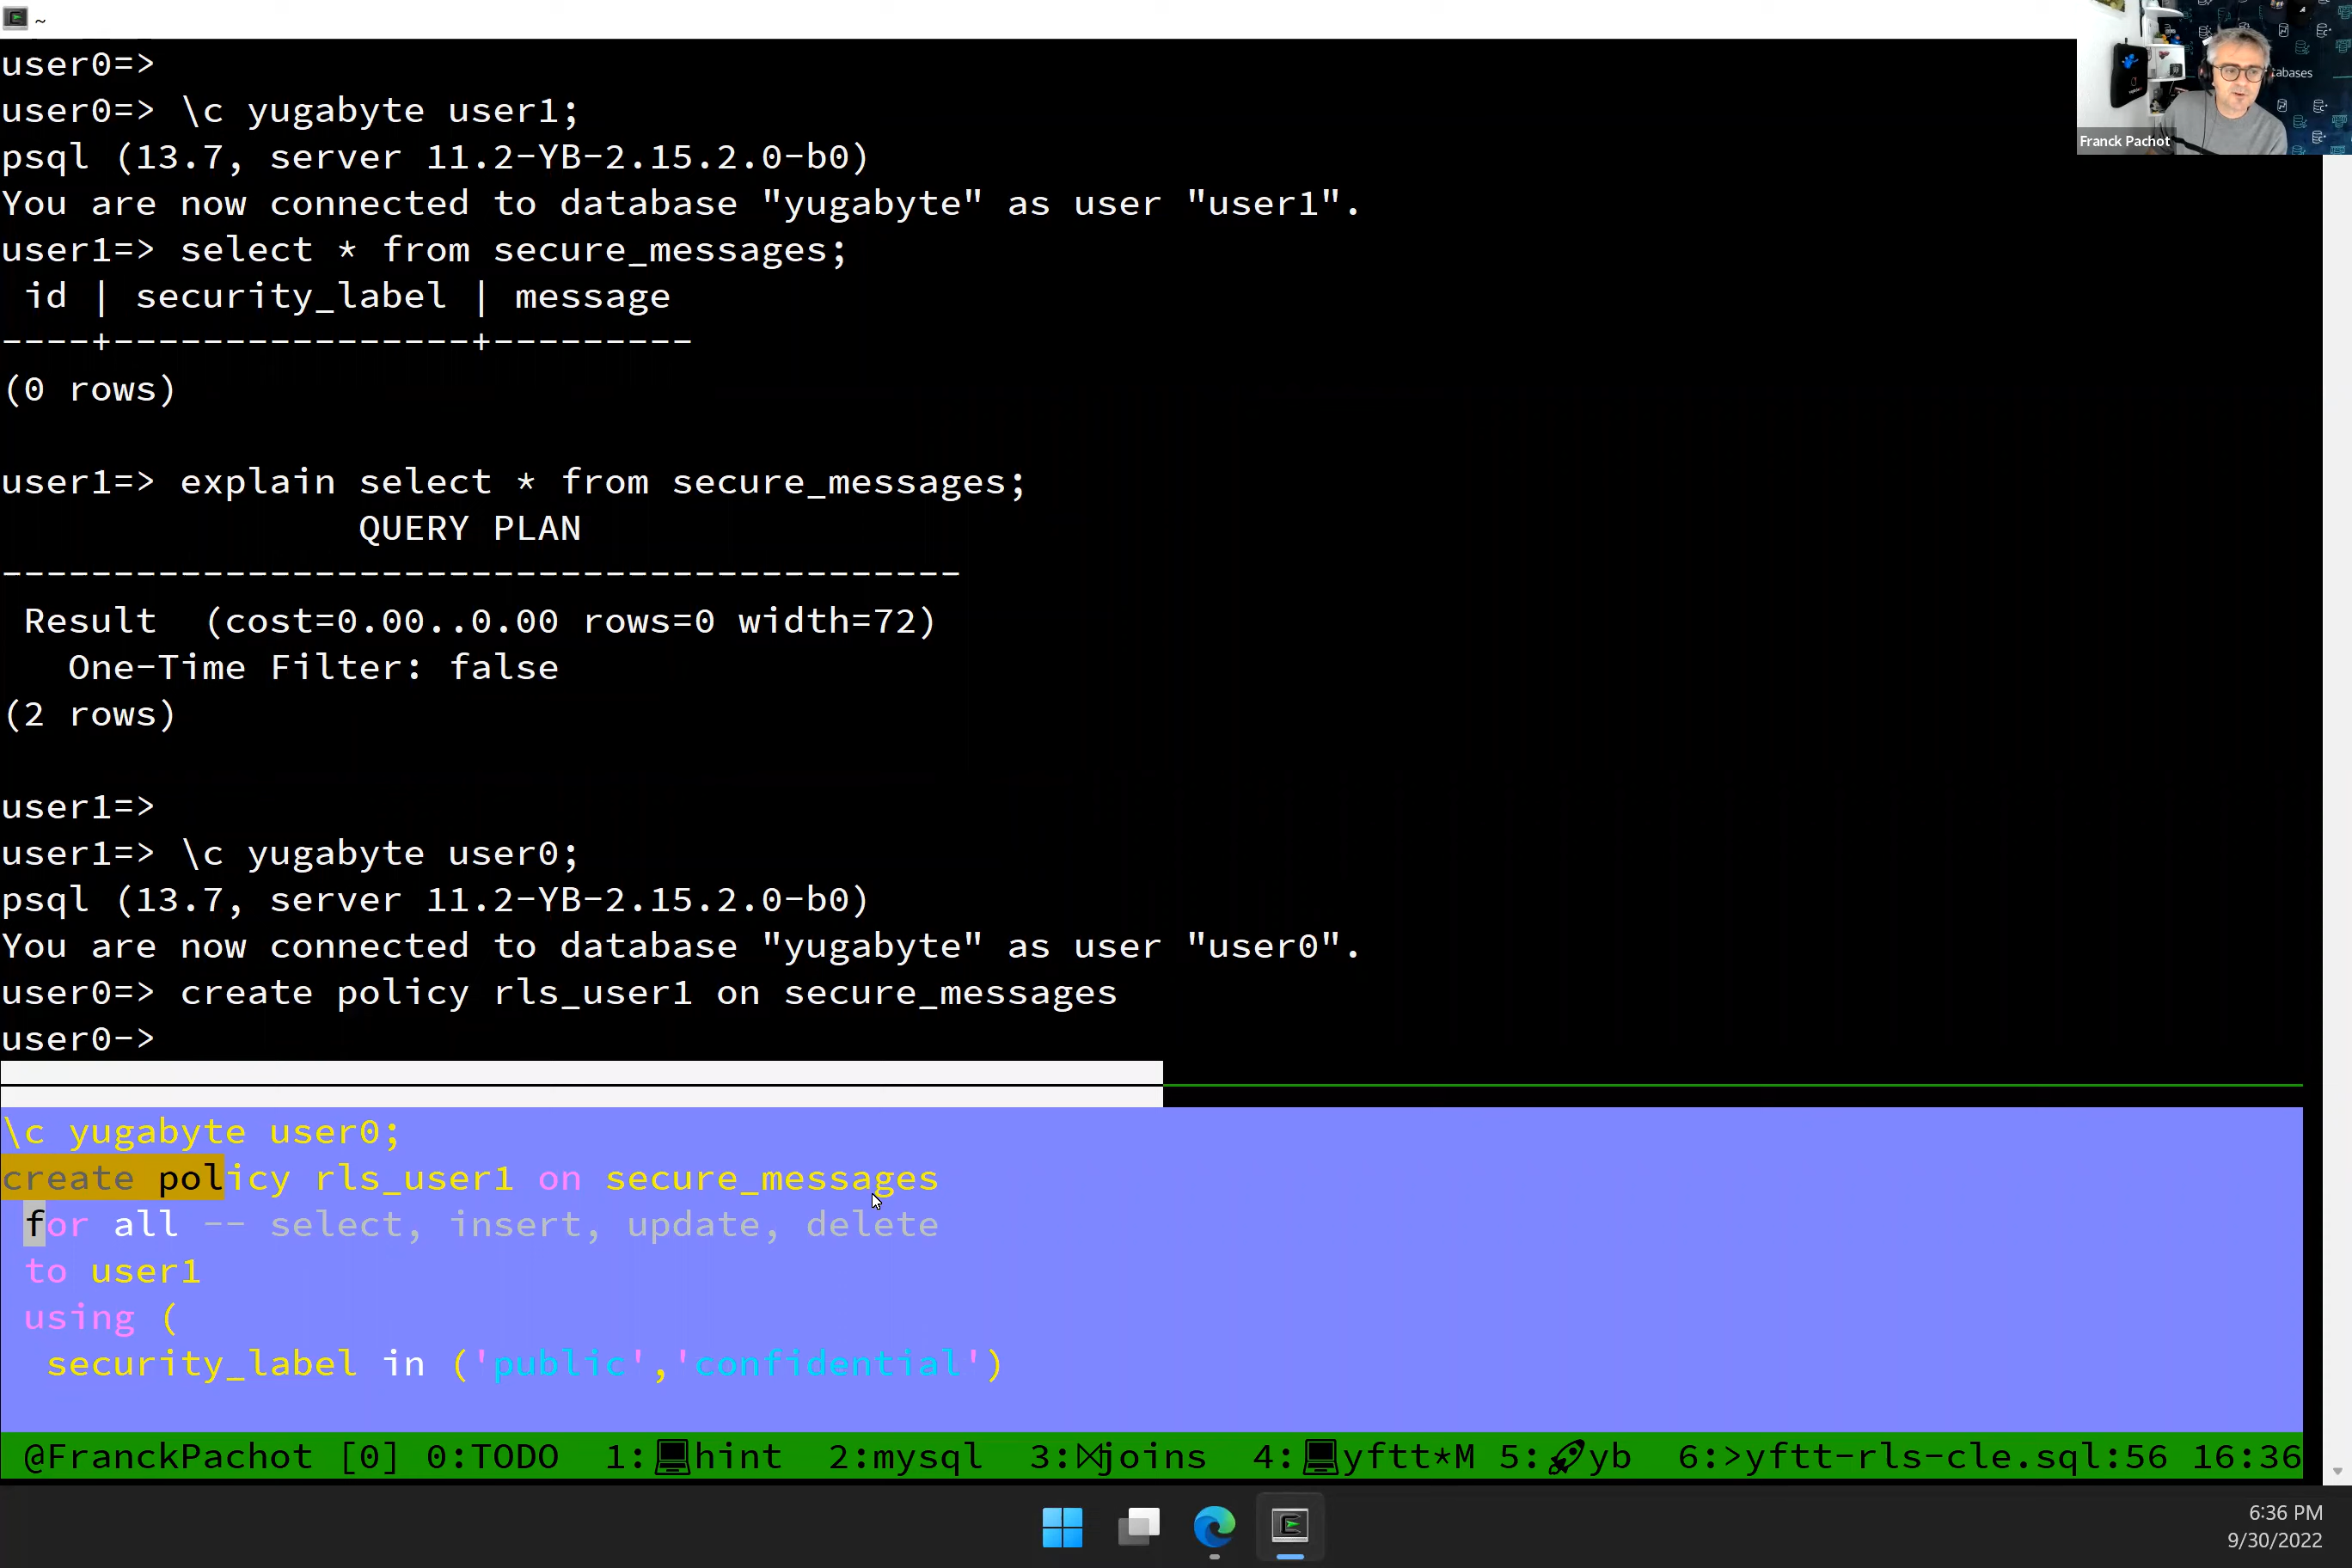 ~
user0=>
user0=> \c yugabyte user1;
psql (13.7, server 11.2-YB-2.15.2.0-b0)
You are now connected to database "yugabyte" as user "user1".
user1=> select * from secure_messages;
 id | security_label | message
----+----------------+---------
(0 rows)
user1=> explain select * from secure_messages;
                QUERY PLAN
-------------------------------------------
 Result  (cost=0.00..0.00 rows=0 width=72)
   One-Time Filter: false
(2 rows)
user1=>
user1=> \c yugabyte user0;
psql (13.7, server 11.2-YB-2.15.2.0-b0)
You are now connected to database "yugabyte" as user "user0".
user0=> create policy rls_user1 on secure_messages
user0->
\c yugabyte user0;
create policy rls_user1 on secure_messages
 for all -- select, insert, update, delete
 to user1
 using (
  security_label in ('public','confidential')
@FranckPachot [0] 0:TODO  1:💻hint  2:mysql  3:⋈joins  4:💻yftt*M 5:🚀yb  6:>yftt-rls-cle.sql:56 16:36
6:36 PM
9/30/2022
tabases
Franck Pachot